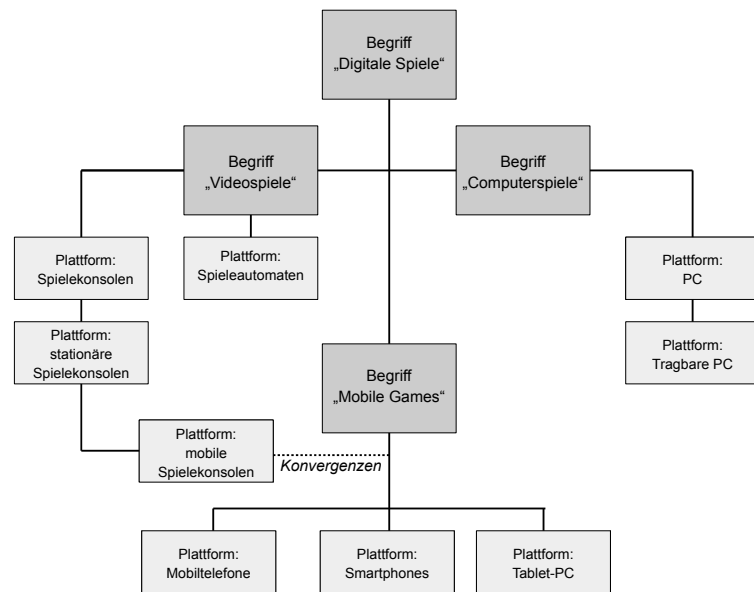 Begriff
„Digitale Spiele“
Begriff
„Videospiele“
Begriff
„Computerspiele“
Plattform:
Spielekonsolen
Plattform:
Spieleautomaten
Plattform:
PC
Plattform:
stationäre
Spielekonsolen
Plattform:
Tragbare PC
Begriff
„Mobile Games“
Plattform:
mobile
Spielekonsolen
Konvergenzen
Plattform:
Mobiltelefone
Plattform:
Smartphones
Plattform:
Tablet-PC